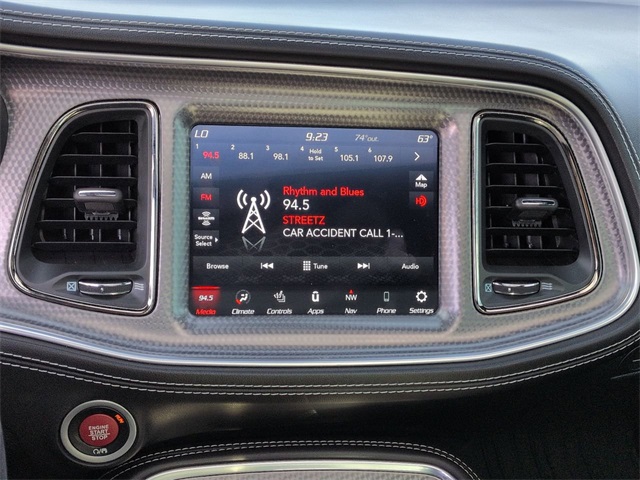 LO 9:23 74°out. 63°
1 2 3 4 5 6
94.5 88.1 98.1 Hold to Set 105.1 107.9
AM
FM
SiriusXM
Source Select
Rhythm and Blues
94.5
STREETZ
CAR ACCIDENT CALL 1-...
Map
Browse Tune Audio
94.5 NW
Media Climate Controls Apps Nav Phone Settings
ENGINE
START
STOP